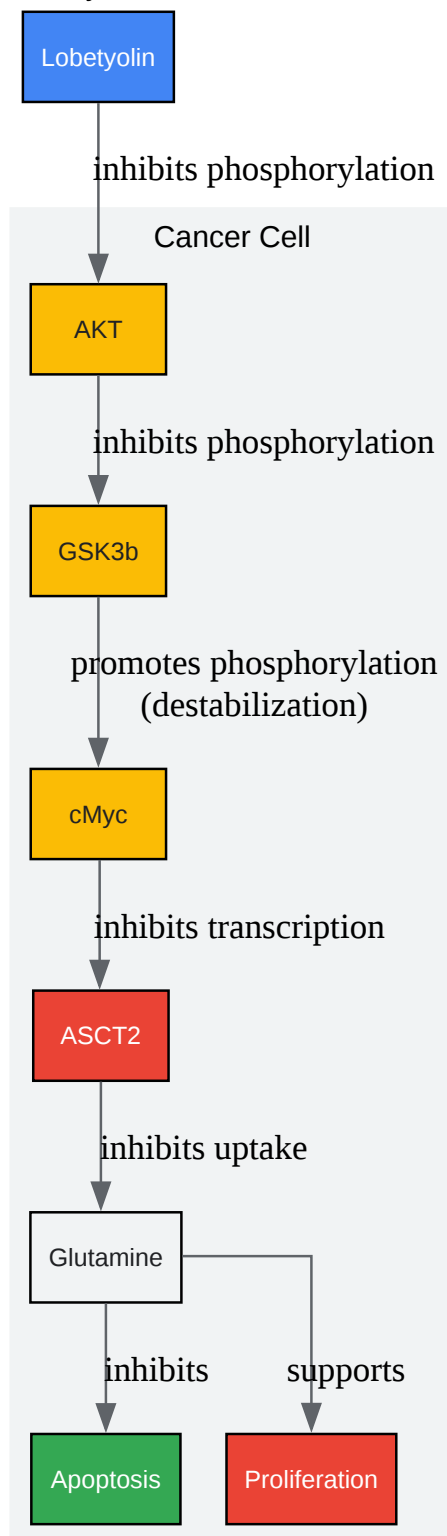 Lobetyolin
inhibits phosphorylation
Cancer Cell
AKT
inhibits phosphorylation
GSK3b
promotes phosphorylation
(destabilization)
cMyc
inhibits transcription
ASCT2
inhibits uptake
Glutamine
inhibits
supports
Apoptosis
Proliferation